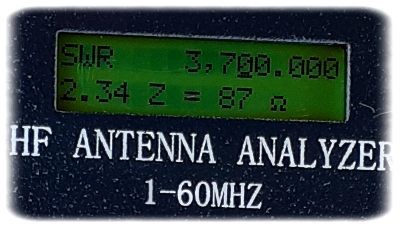 SWR 3,700.000
2.34 Z = 87 Ω
HF ANTENNA ANALYZER
1-60MHZ